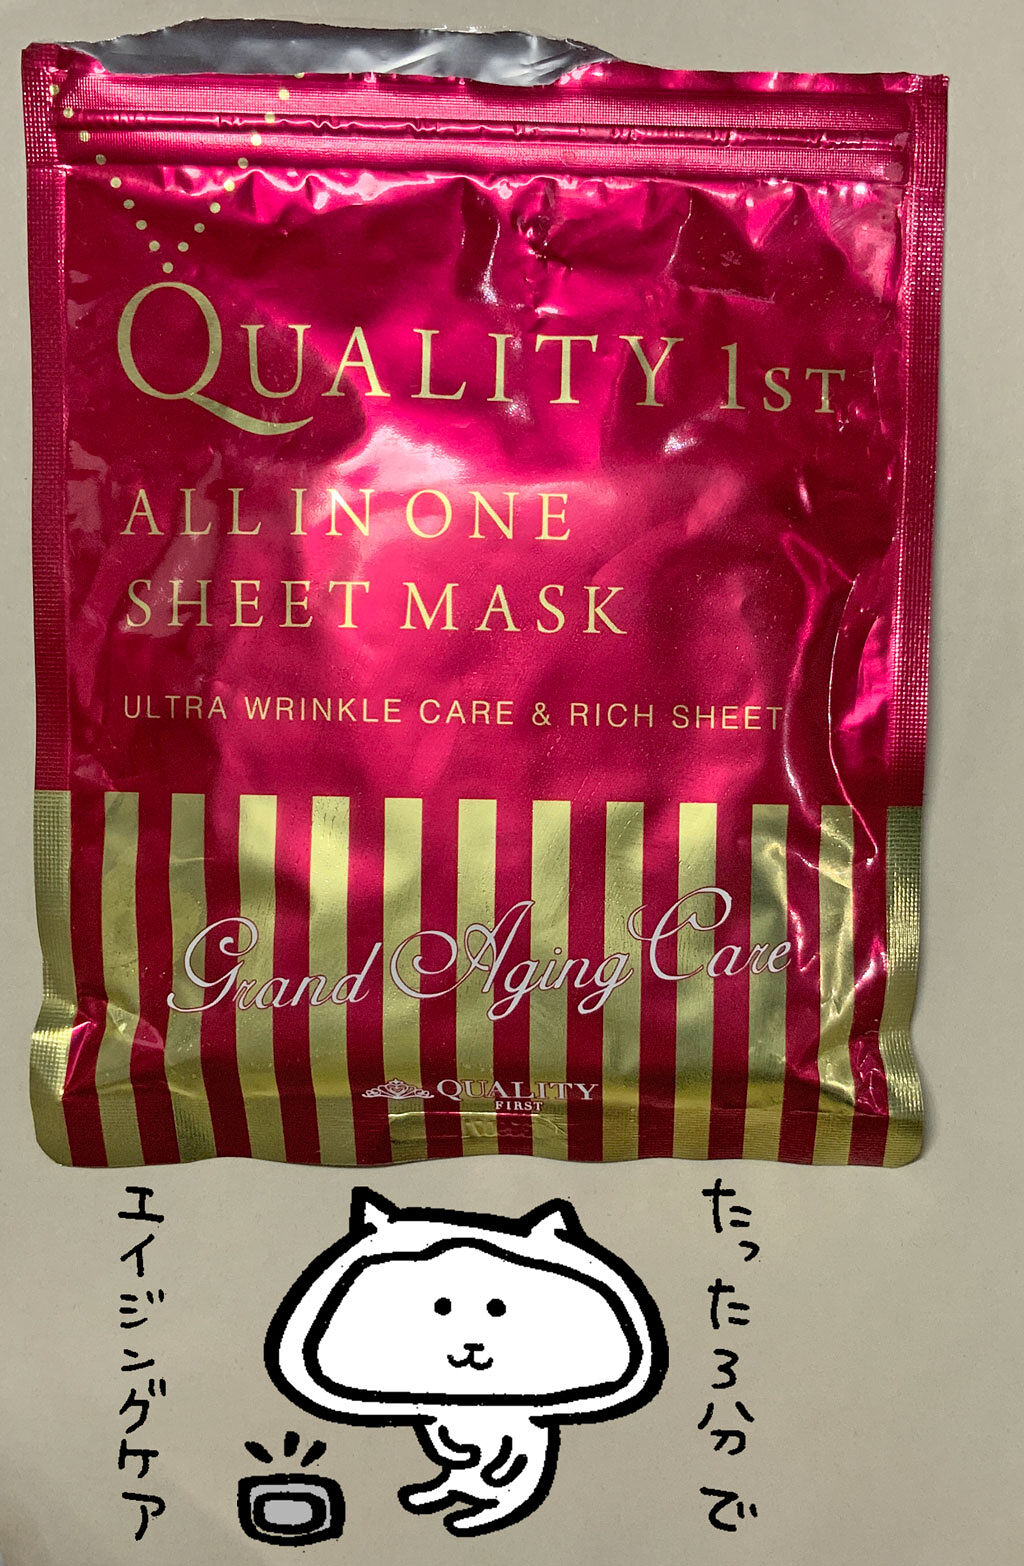 QUALITY 1ST
ALL IN ONE
SHEET MASK
ULTRA WRINKLE CARE & RICH SHEET
Grand Aging Care
QUALITY
FIRST
たった3分で
エイジングケア